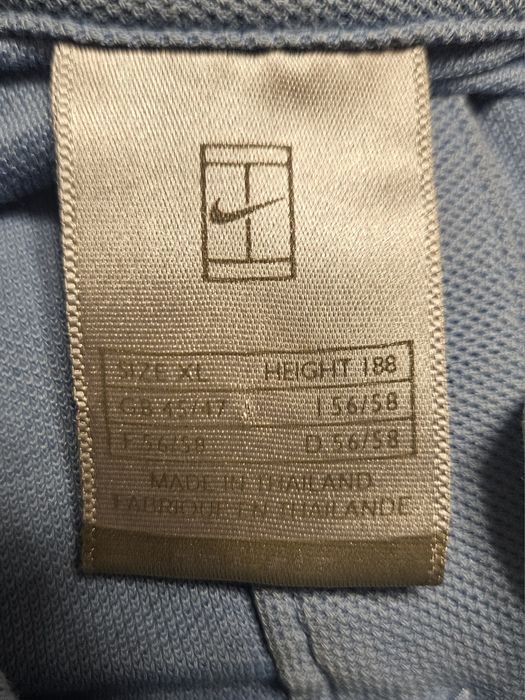 SIZE XL HEIGHT 188
GB 45/47 I 56/58
F 56/58 D 56/58
MADE IN THAILAND
FABRIQUE EN THAILANDE